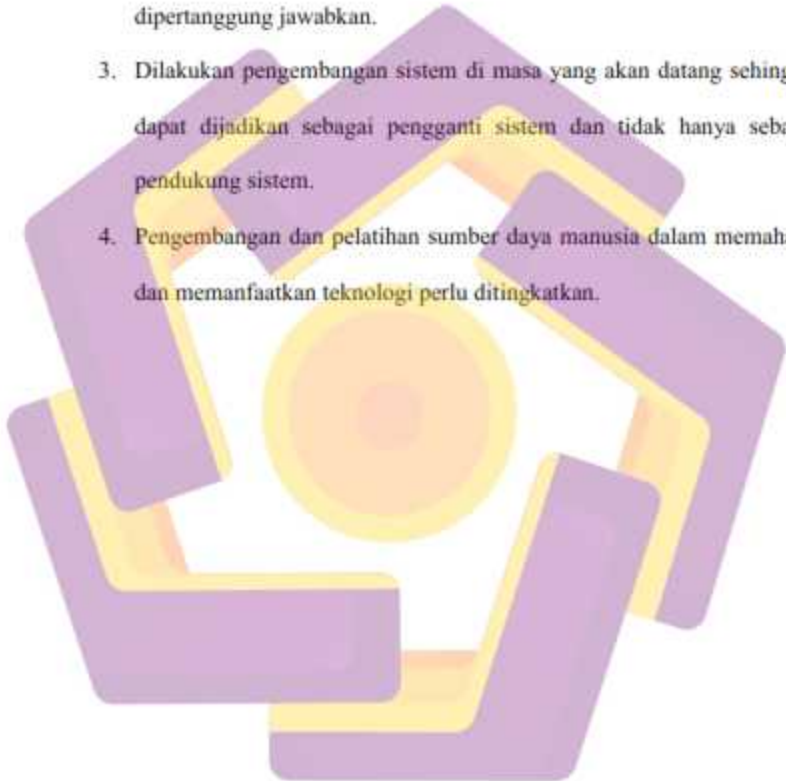 dipertanggung jawabkan.
3. Dilakukan pengembangan sistem di masa yang akan datang sehing
dapat dijadikan sebagai pengganti sistem dan tidak hanya seba
pendukung sistem.
4. Pengembangan dan pelatihan sumber daya manusia dalam memaha
dan memanfaatkan teknologi perlu ditingkatkan.